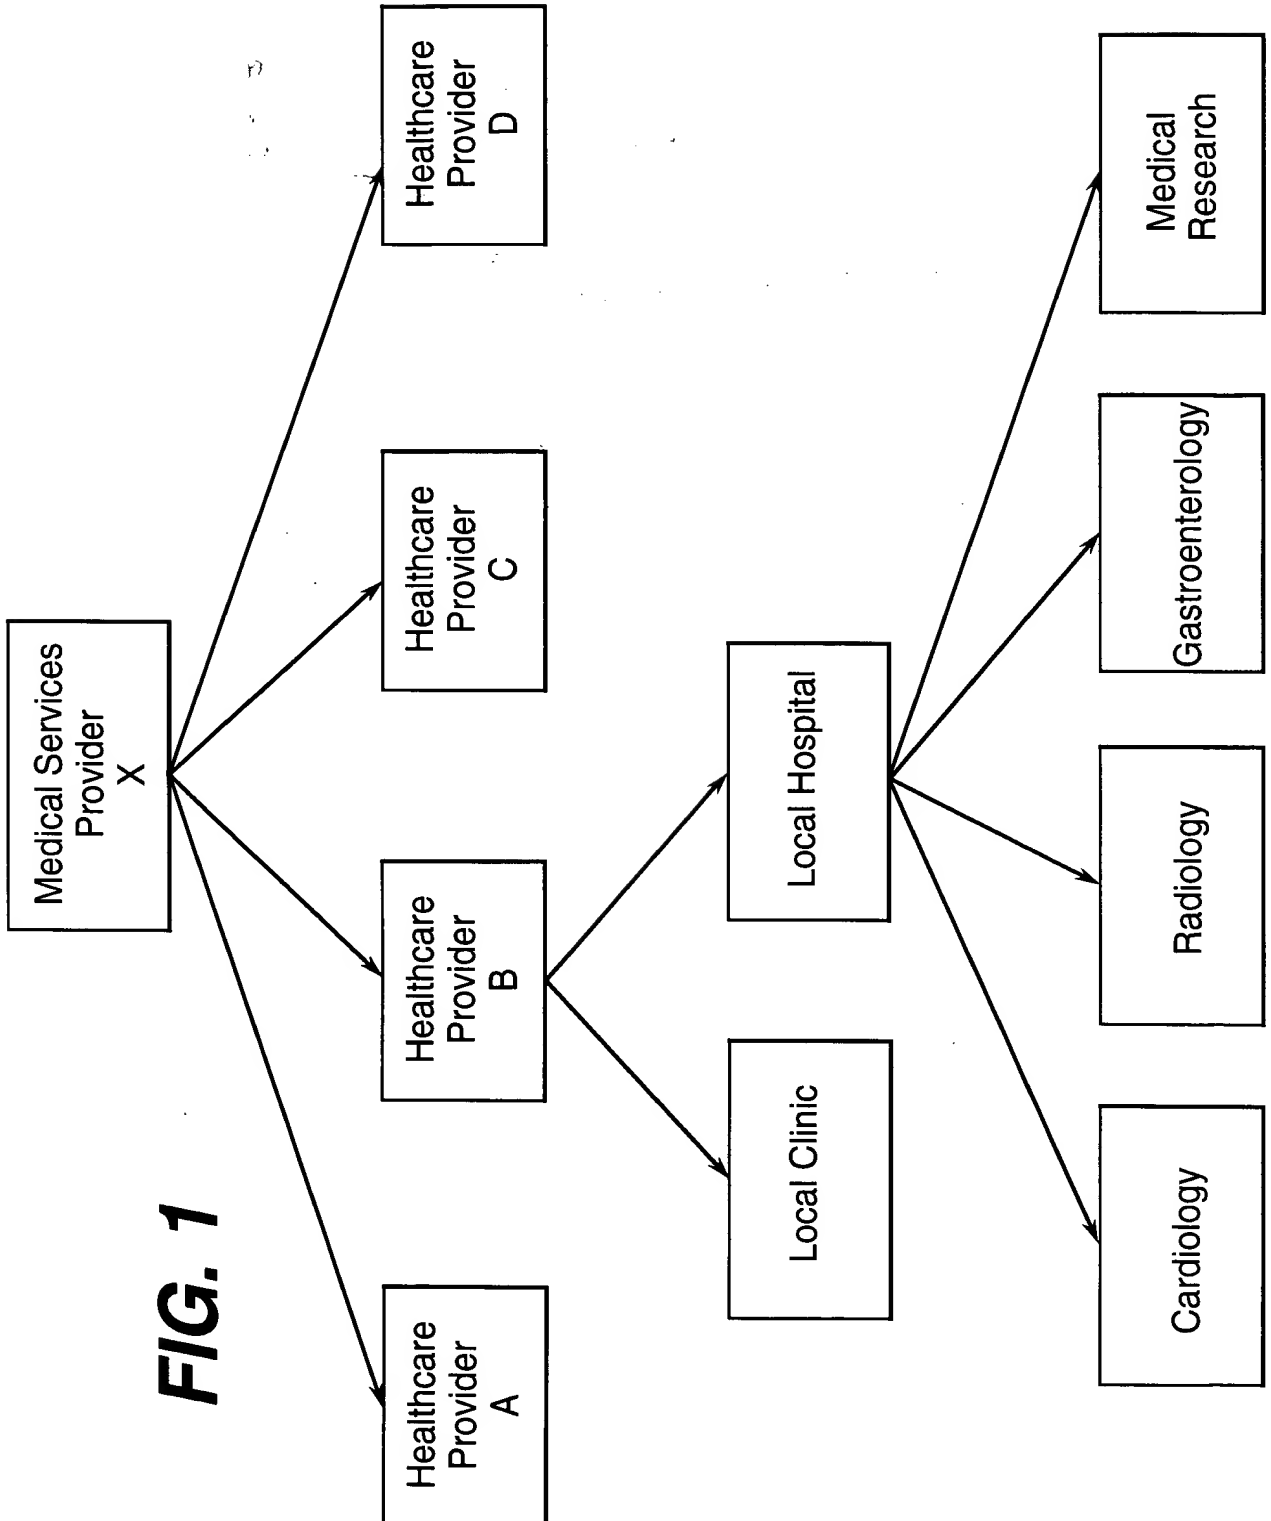 FIG. 1
Medical Services
Provider
X
Healthcare
Provider
A
Healthcare
Provider
B
Healthcare
Provider
C
Healthcare
Provider
D
Local Clinic
Local Hospital
Cardiology
Radiology
Gastroenterology
Medical
Research